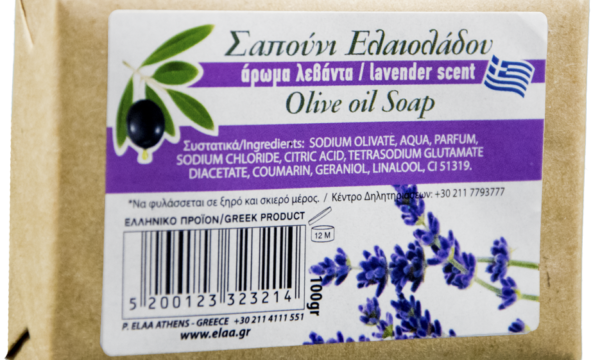 Σαπούνι Ελαιολάδου
άρωμα λεβάντα / lavender scent
Olive oil Soap
Συστατικά/Ingredier:ts: SODIUM OLIVATE, AQUA, PARFUM,
SODIUM CHLORIDE, CITRIC ACID, TETRASODIUM GLUTAMATE
DIACETATE, COUMARIN, GERANIOL, LINALOOL, CI 51319.
*Να φυλάσσεται σε ξηρό και σκιερό μέρος. / Κέντρο Δηλητηριάσεων: +30 211 7793777
ΕΛΛΗΝΙΚΟ ΠΡΟΪΟΝ/GREEK PRODUCT
12 M
5 200123 323214
100gr
P. ELAA ATHENS - GREECE +30 211 4111 551
www.elaa.gr